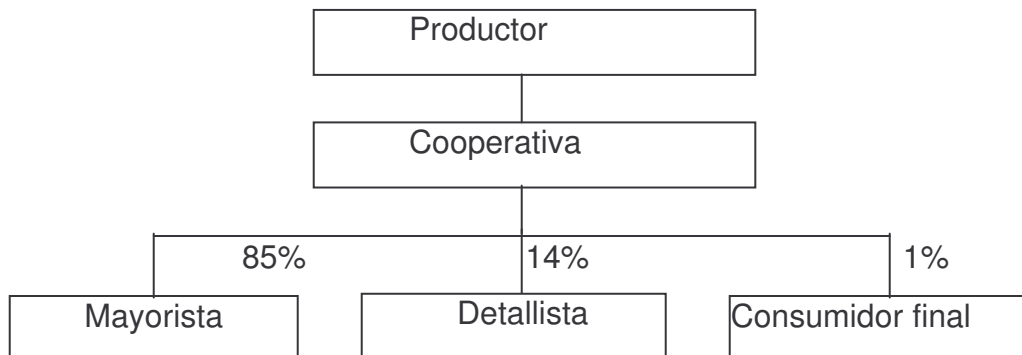 Productor
Cooperativa
85% 14% 1%
Mayorista Detallista Consumidor final